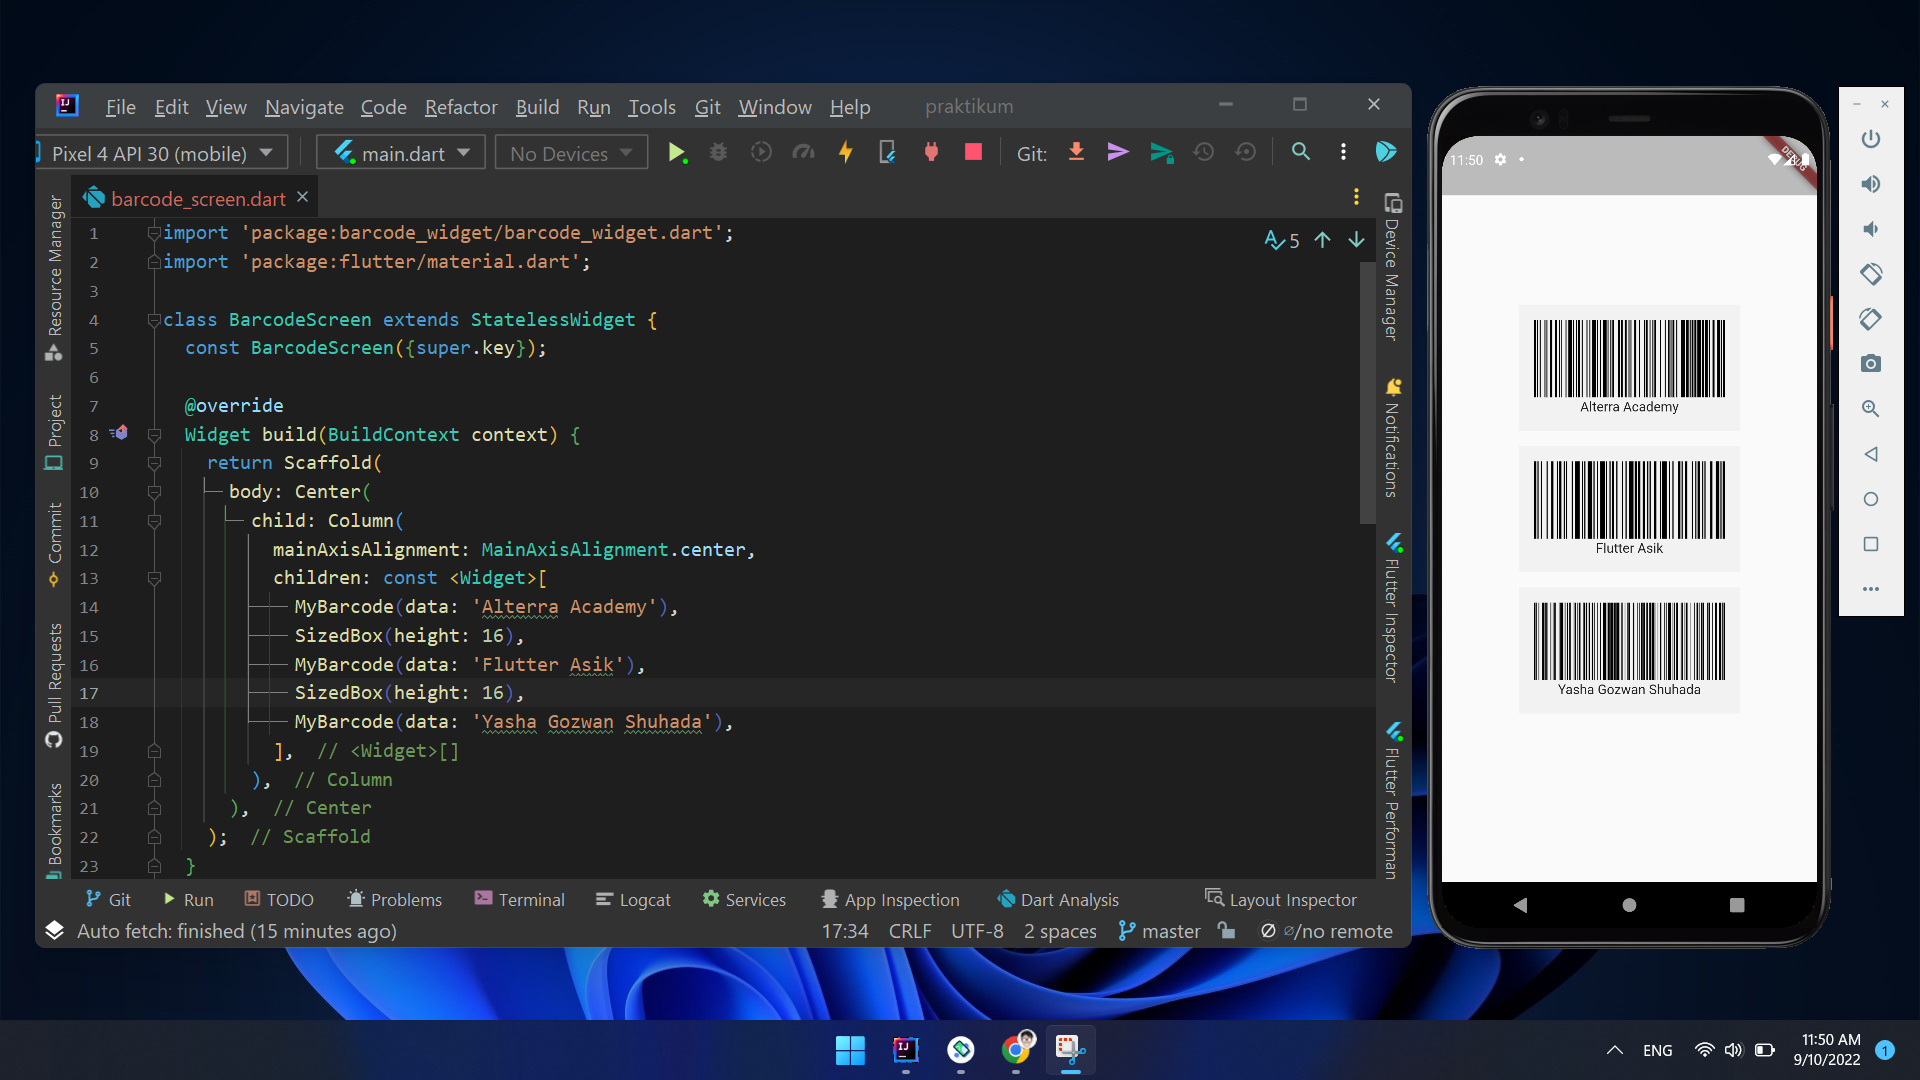 File Edit View Navigate Code Refactor Build Run Tools Git Window Help praktikum
Pixel 4 API 30 (mobile) main.dart No Devices Git:
barcode_screen.dart
1 import 'package:barcode_widget/barcode_widget.dart';
2 import 'package:flutter/material.dart';
3
4 class BarcodeScreen extends StatelessWidget {
5 const BarcodeScreen({super.key});
6
7 @override
8 Widget build(BuildContext context) {
9 return Scaffold(
10 body: Center(
11 child: Column(
12 mainAxisAlignment: MainAxisAlignment.center,
13 children: const <Widget>[
14 MyBarcode(data: 'Alterra Academy'),
15 SizedBox(height: 16),
16 MyBarcode(data: 'Flutter Asik'),
17 SizedBox(height: 16),
18 MyBarcode(data: 'Yasha Gozwan Shuhada'),
19 ], // <Widget>[]
20 ), // Column
21 ), // Center
22 ); // Scaffold
23 }
5
Resource Manager
Project
Commit
Pull Requests
Bookmarks
Device Manager
Notifications
Flutter Inspector
Flutter Performan
Git Run TODO Problems Terminal Logcat Services App Inspection Dart Analysis Layout Inspector
Auto fetch: finished (15 minutes ago) 17:34 CRLF UTF-8 2 spaces master ∅/no remote
11:50
DEBUG
Alterra Academy
Flutter Asik
Yasha Gozwan Shuhada
ENG
11:50 AM
9/10/2022
1